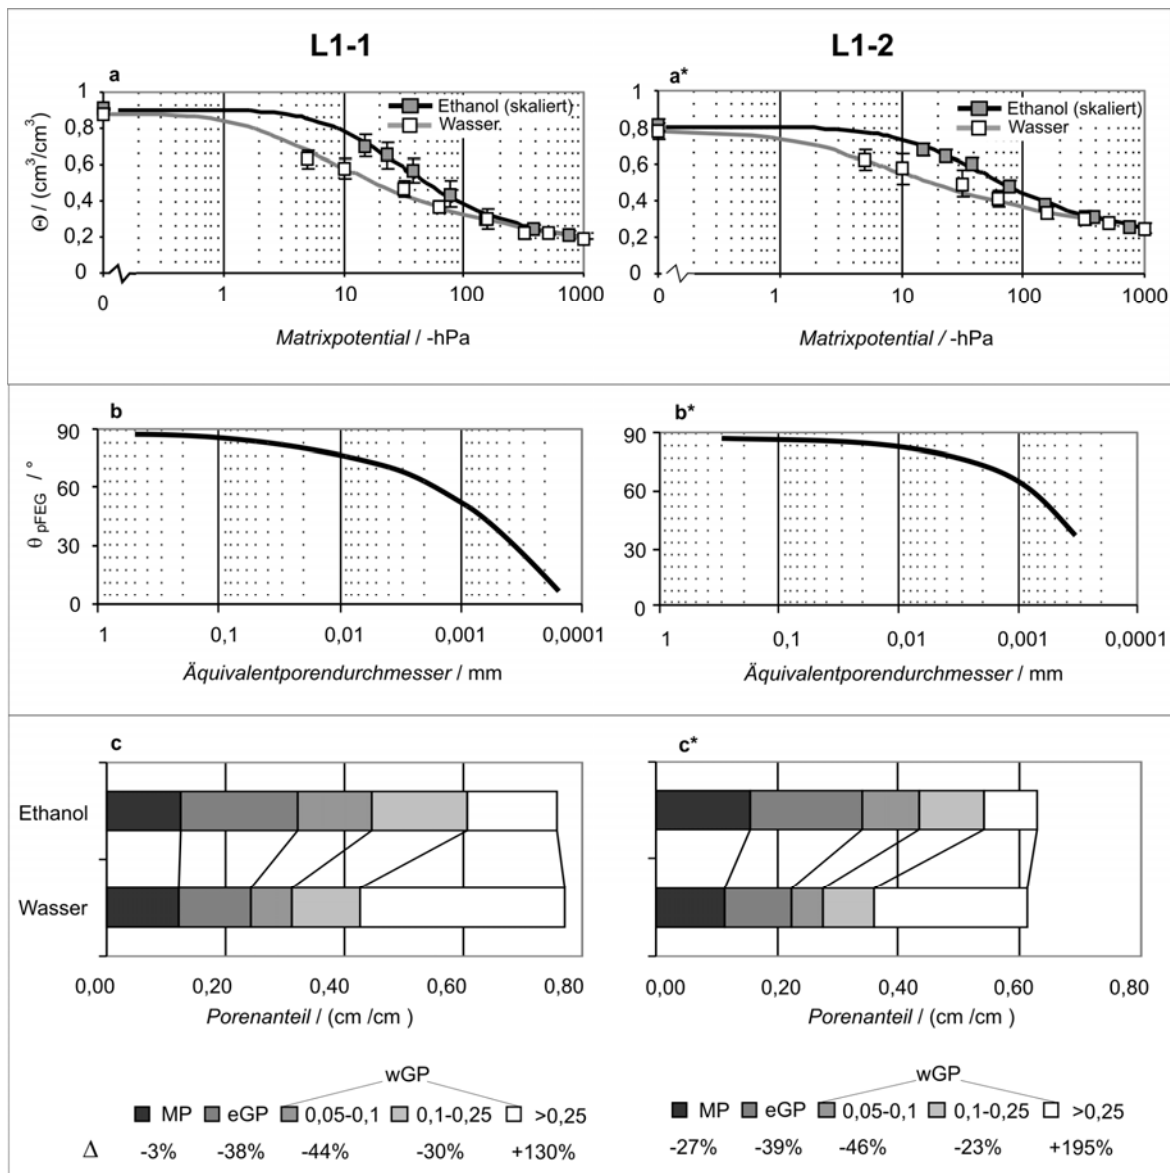 L1-1
L1-2
a
a*
1
0,8
0,6
0,4
0,2
0
Θ / (cm³/cm³)
Ethanol (skaliert)
Wasser.
0
1
10
100
1000
Matrixpotential / -hPa
1
0,8
0,6
0,4
0,2
0
Ethanol (skaliert)
Wasser
0
1
10
100
1000
Matrixpotential / -hPa
b
b*
90
60
30
0
θ pFEG / °
1
0,1
0,01
0,001
0,0001
Äquivalentporendurchmesser / mm
90
60
30
0
1
0,1
0,01
0,001
0,0001
Äquivalentporendurchmesser / mm
c
c*
Ethanol
Wasser
0,00
0,20
0,40
0,60
0,80
Porenanteil / (cm /cm )
0,00
0,20
0,40
0,60
0,80
Porenanteil / (cm /cm )
wGP
MP eGP 0,05-0,1 0,1-0,25 >0,25
Δ -3% -38% -44% -30% +130%
wGP
MP eGP 0,05-0,1 0,1-0,25 >0,25
-27% -39% -46% -23% +195%